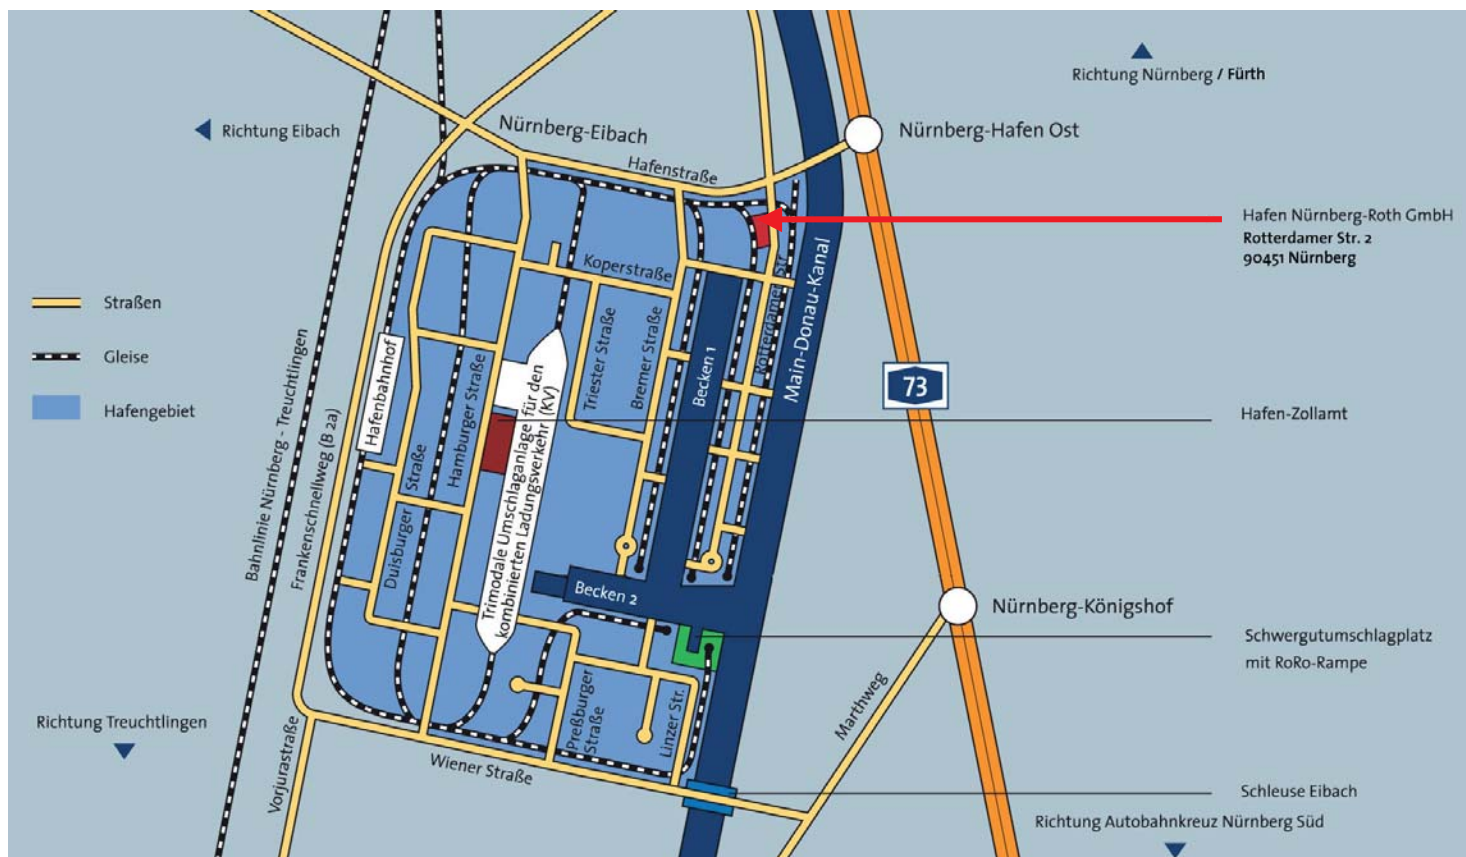 Richtung Nürnberg / Fürth
Richtung Eibach
Nürnberg-Eibach
Nürnberg-Hafen Ost
Hafenstraße
Hafen Nürnberg-Roth GmbH
Rotterdamer Str. 2
90451 Nürnberg
Koperstraße
Rotterdamer Str.
Main-Donau-Kanal
Straßen
Gleise
Hafengebiet
Bahnlinie Nürnberg - Treuchtlingen
Frankenschnellweg (B 2a)
Hafenbahnhof
Hamburger Straße
Duisburger
Straße
Trimodale Umschlaganlage für den
kombinierten Ladungsverkehr (KV)
Triester Straße
Bremer Straße
Becken 1
73
Hafen-Zollamt
Becken 2
Nürnberg-Königshof
Schwergutumschlagplatz
mit RoRo-Rampe
Richtung Treuchtlingen
Vorjurastraße
Wiener Straße
Preßburger
Straße
Linzer Str.
Marthweg
Schleuse Eibach
Richtung Autobahnkreuz Nürnberg Süd